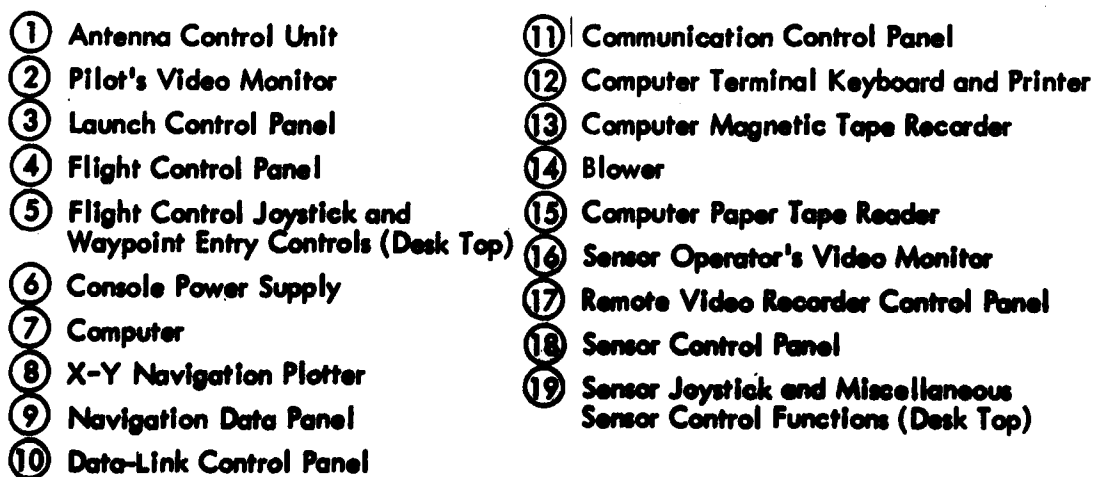 1 Antenna Control Unit
2 Pilot's Video Monitor
3 Launch Control Panel
4 Flight Control Panel
5 Flight Control Joystick and
Waypoint Entry Controls (Desk Top)
6 Console Power Supply
7 Computer
8 X-Y Navigation Plotter
9 Navigation Data Panel
10 Data-Link Control Panel
11 Communication Control Panel
12 Computer Terminal Keyboard and Printer
13 Computer Magnetic Tape Recorder
14 Blower
15 Computer Paper Tape Reader
16 Sensor Operator's Video Monitor
17 Remote Video Recorder Control Panel
18 Sensor Control Panel
19 Sensor Joystick and Miscellaneous
Sensor Control Functions (Desk Top)